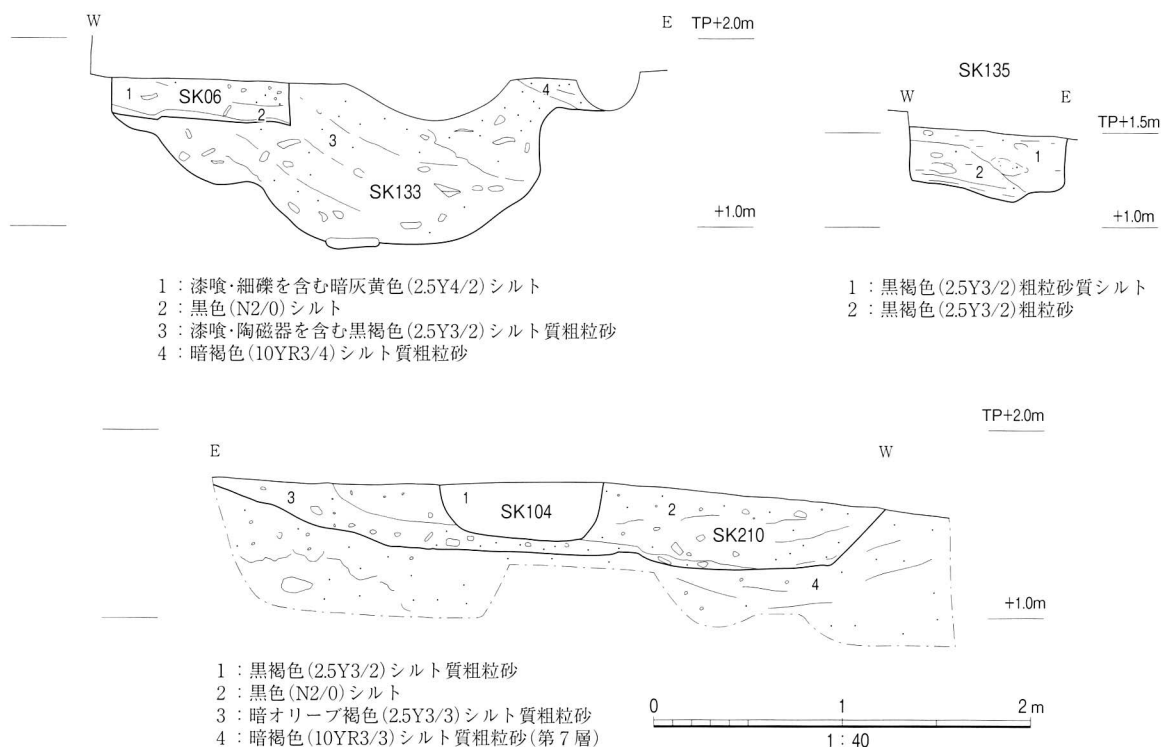 W
E
TP+2.0m
1
SK06
2
3
4
SK133
+1.0m
1：漆喰・細礫を含む暗灰黄色(2.5Y4/2)シルト
2：黒色(N2/0)シルト
3：漆喰・陶磁器を含む黒褐色(2.5Y3/2)シルト質粗粒砂
4：暗褐色(10YR3/4)シルト質粗粒砂
SK135
W
E
TP+1.5m
1
2
+1.0m
1：黒褐色(2.5Y3/2)粗粒砂質シルト
2：黒褐色(2.5Y3/2)粗粒砂
TP+2.0m
E
W
3
1
SK104
2
SK210
4
+1.0m
1：黒褐色(2.5Y3/2)シルト質粗粒砂
2：黒色(N2/0)シルト
3：暗オリーブ褐色(2.5Y3/3)シルト質粗粒砂
4：暗褐色(10YR3/3)シルト質粗粒砂(第7層)
0 1 2 m
1：40